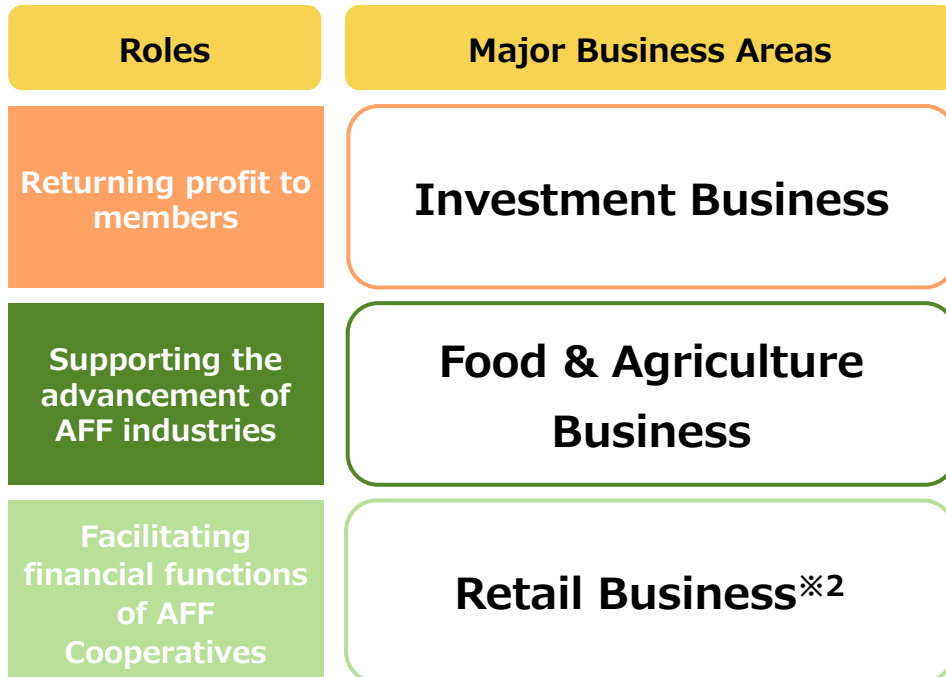 Roles
Major Business Areas
Returning profit to
members
Investment Business
Supporting the
advancement of
AFF industries
Food & Agriculture
Business
Facilitating
financial functions
of AFF
Cooperatives
Retail Business※2